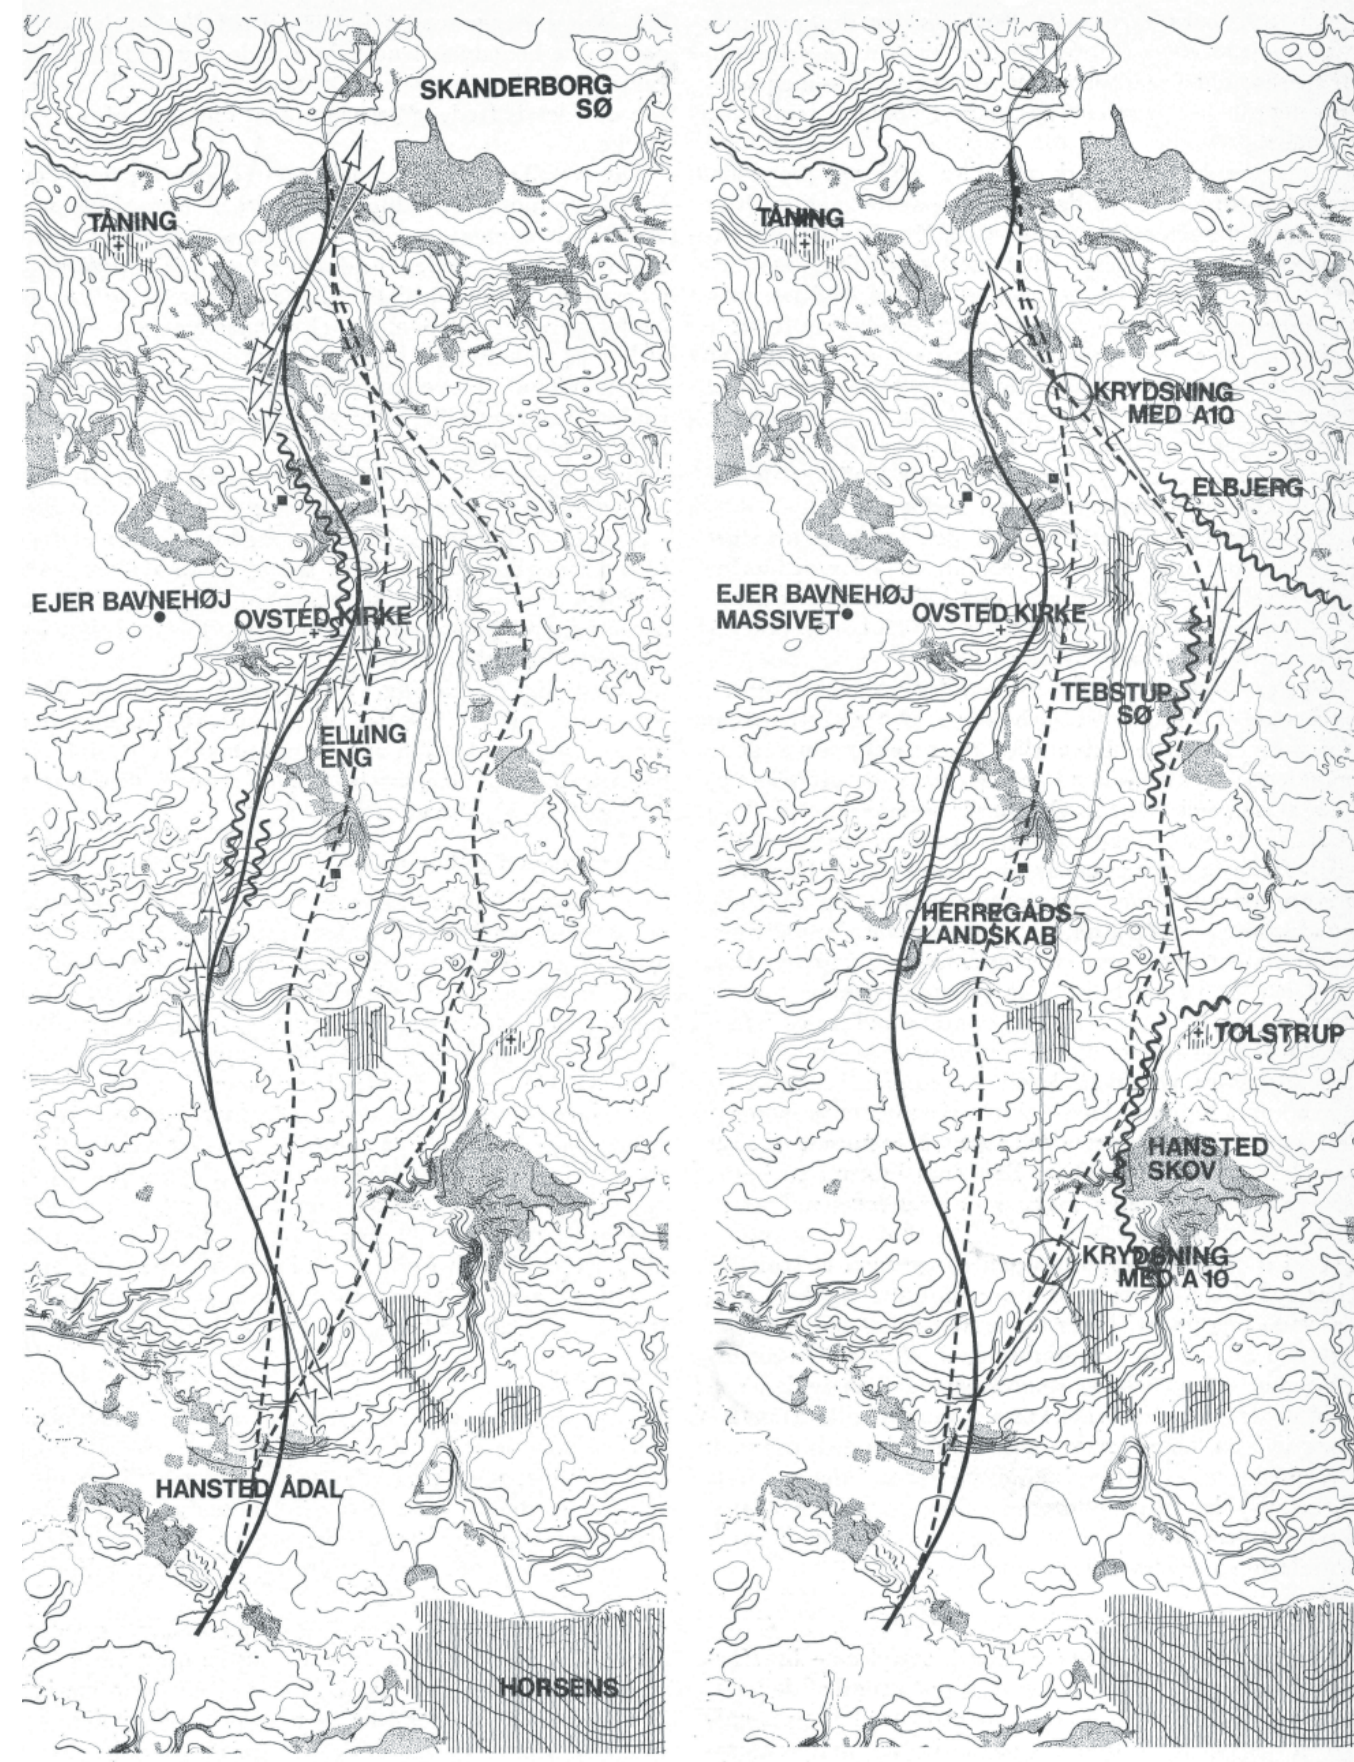 SKANDERBORG
SØ
TÅNING
EJER BAVNEHØJ
OVSTED KIRKE
ELLING
ENG
HANSTED ÅDAL
HORSENS
TÅNING
KRYDSNING
MED A10
ELBJERG
EJER BAVNEHØJ
MASSIVET
OVSTED KIRKE
TEBSTUP
SØ
HERREGÅDS-
LANDSKAB
TOLSTRUP
HANSTED
SKOV
KRYDSNING
MED A 10